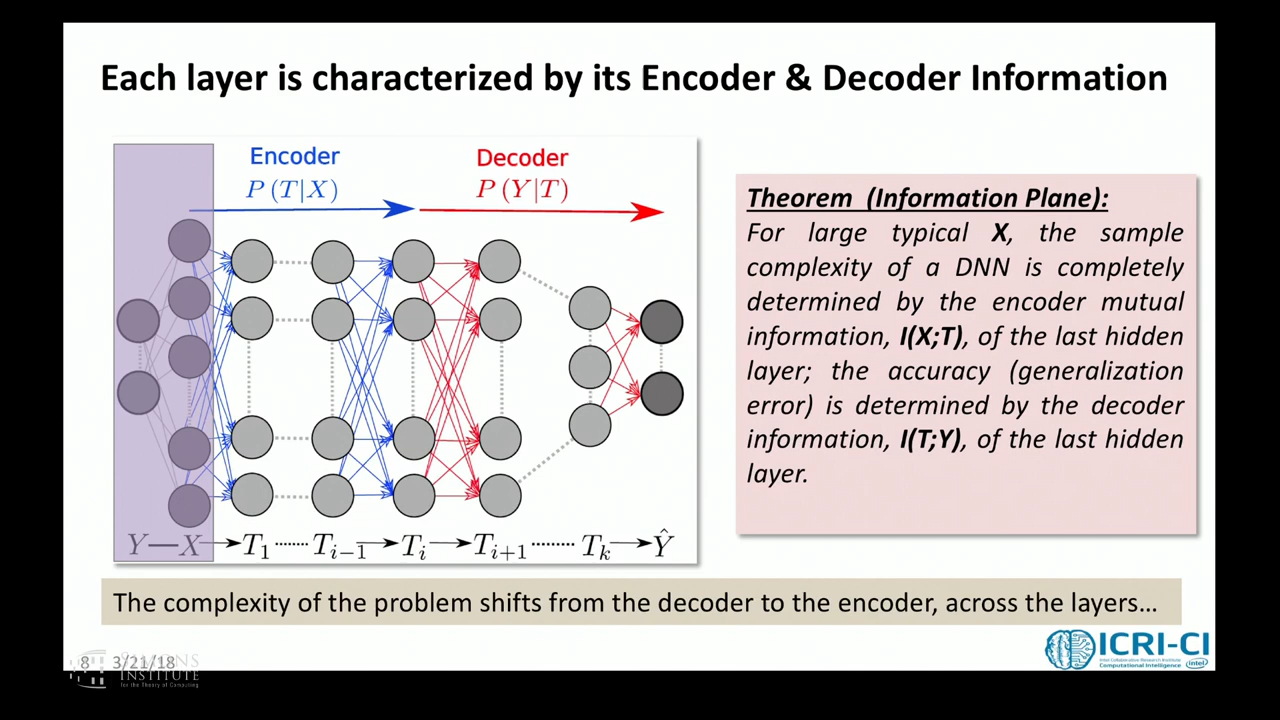 Each layer is characterized by its Encoder & Decoder Information
Encoder
P (T|X)
Decoder
P (Y|T)
Y—X→T₁········Tᵢ₋₁→Tᵢ→Tᵢ₊₁········Tₖ→Ŷ
Theorem (Information Plane):
For large typical X, the sample
complexity of a DNN is completely
determined by the encoder mutual
information, I(X;T), of the last hidden
layer; the accuracy (generalization
error) is determined by the decoder
information, I(T;Y), of the last hidden
layer.
The complexity of the problem shifts from the decoder to the encoder, across the layers…
8 3/21/18
INSTITUTE
for the Theory of Computing
ICRI-CI
Intel Collaborative Research Institute
Computational Intelligence
intel